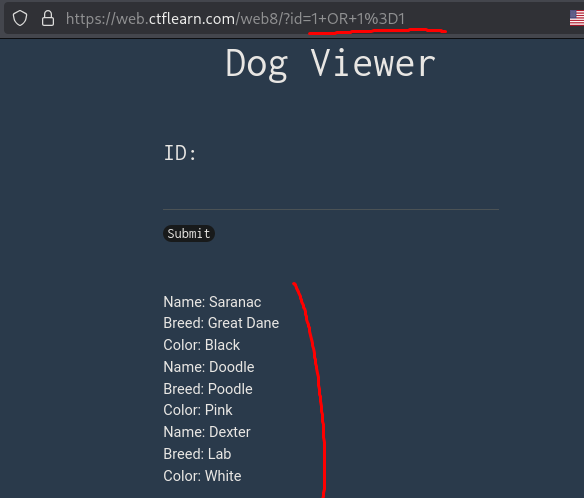 https://web.ctflearn.com/web8/?id=1+OR+1%3D1
Dog Viewer
ID:
Submit
Name: Saranac
Breed: Great Dane
Color: Black
Name: Doodle
Breed: Poodle
Color: Pink
Name: Dexter
Breed: Lab
Color: White